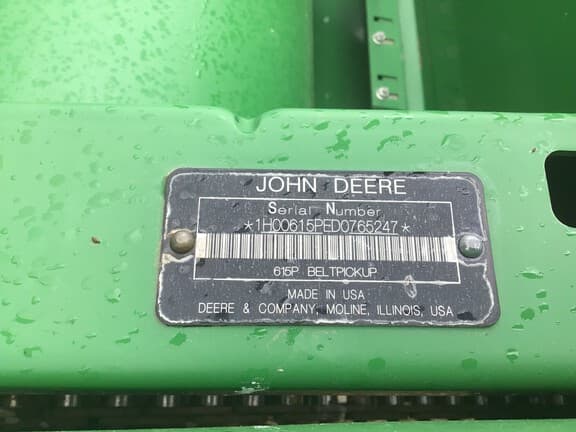 JOHN DEERE
Serial Number
*1H00615PED0765247*
615P BELTPICKUP
MADE IN USA
DEERE & COMPANY, MOLINE, ILLINOIS, USA